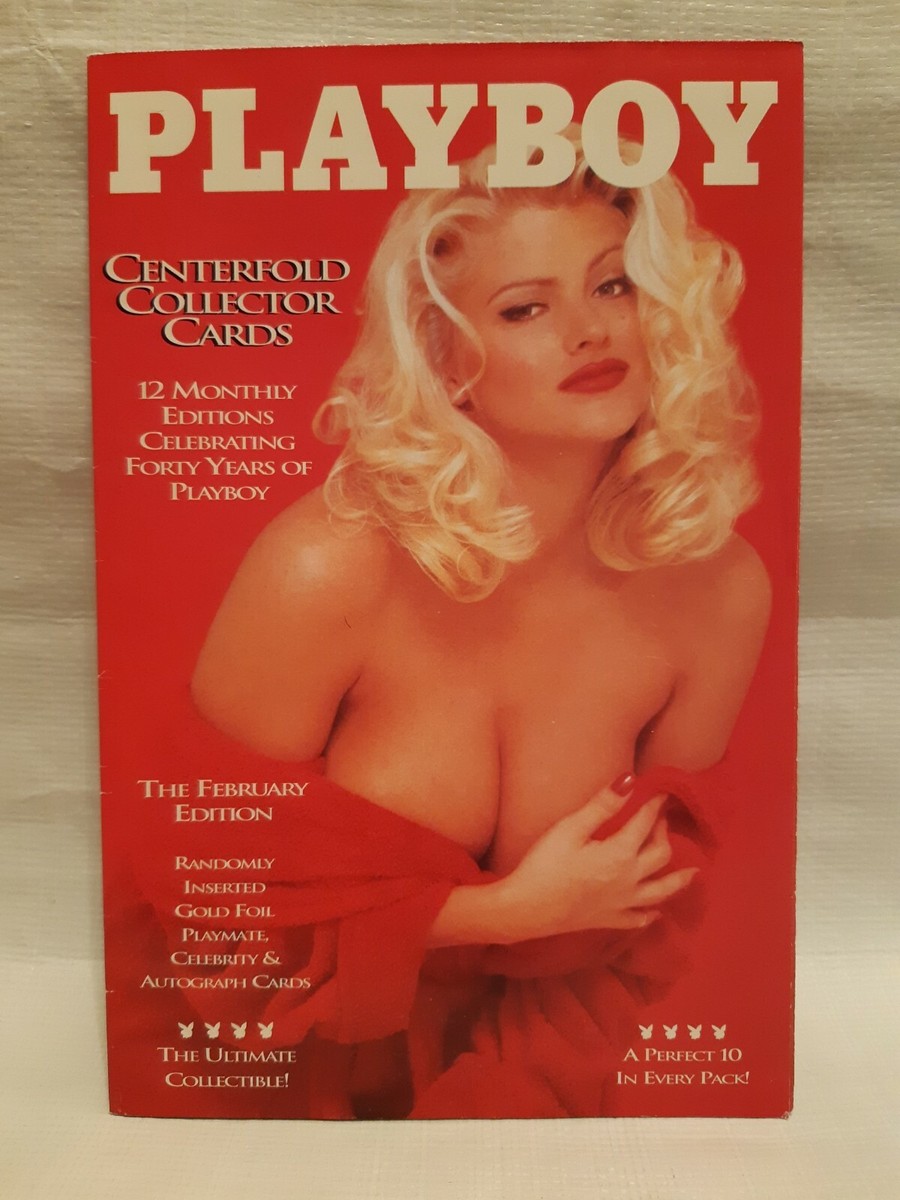 PLAYBOY
CENTERFOLD
COLLECTOR
CARDS
12 MONTHLY
EDITIONS
CELEBRATING
FORTY YEARS OF
PLAYBOY
THE FEBRUARY
EDITION
RANDOMLY
INSERTED
GOLD FOIL
PLAYMATE,
CELEBRITY &
AUTOGRAPH CARDS
THE ULTIMATE
COLLECTIBLE!
A PERFECT 10
IN EVERY PACK!